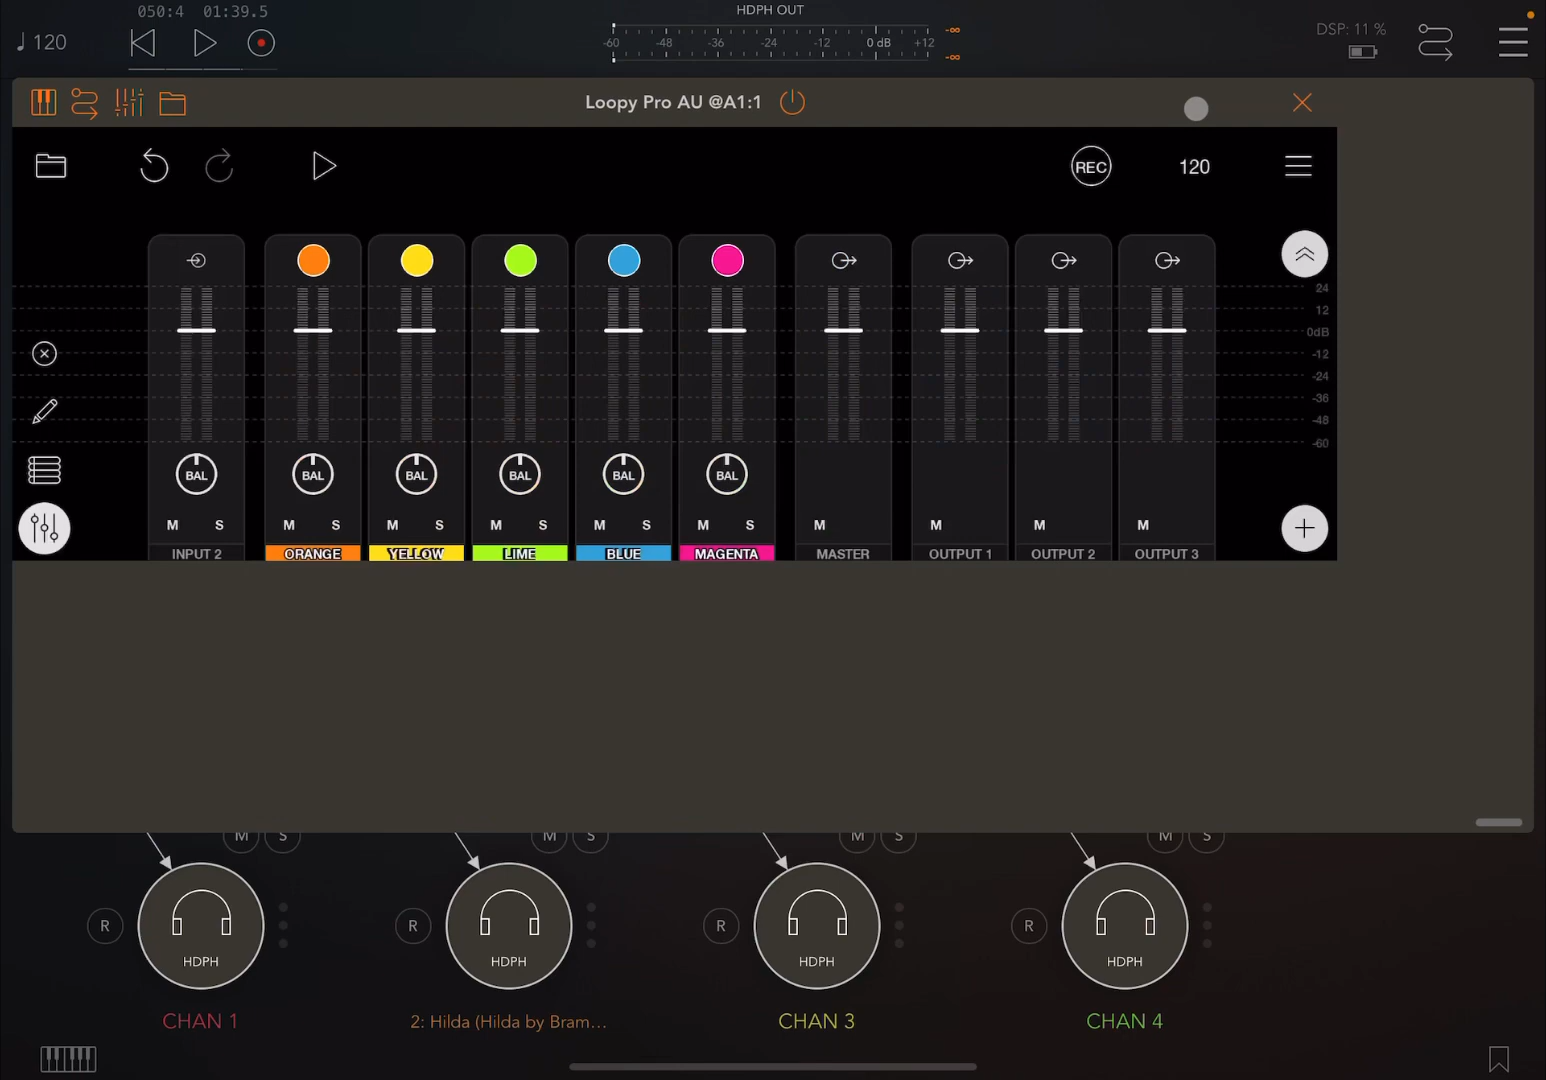 050:4 01:39.5
HDPH OUT
♩ 120
-60 -48 -36 -24 -12 0 dB +12
-∞
-∞
DSP: 11 %
Loopy Pro AU @A1:1
REC
120
24
12
0dB
-12
-24
-36
-48
-60
BAL BAL BAL BAL BAL BAL
M S M S M S M S M S M S M M M M
INPUT 2 ORANGE YELLOW LIME BLUE MAGENTA MASTER OUTPUT 1 OUTPUT 2 OUTPUT 3
M S M S M S M S
R R R R
HDPH HDPH HDPH HDPH
CHAN 1 2: Hilda (Hilda by Bram... CHAN 3 CHAN 4